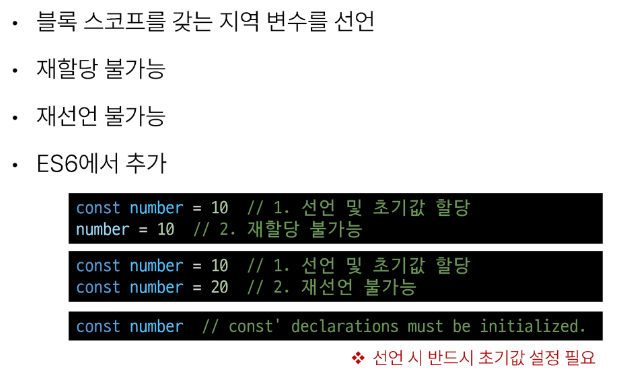 • 블록 스코프를 갖는 지역 변수를 선언
• 재할당 불가능
• 재선언 불가능
• ES6에서 추가
const number = 10  // 1. 선언 및 초기값 할당
number = 10  // 2. 재할당 불가능
const number = 10  // 1. 선언 및 초기값 할당
const number = 20  // 2. 재선언 불가능
const number  // const' declarations must be initialized.
❖ 선언 시 반드시 초기값 설정 필요